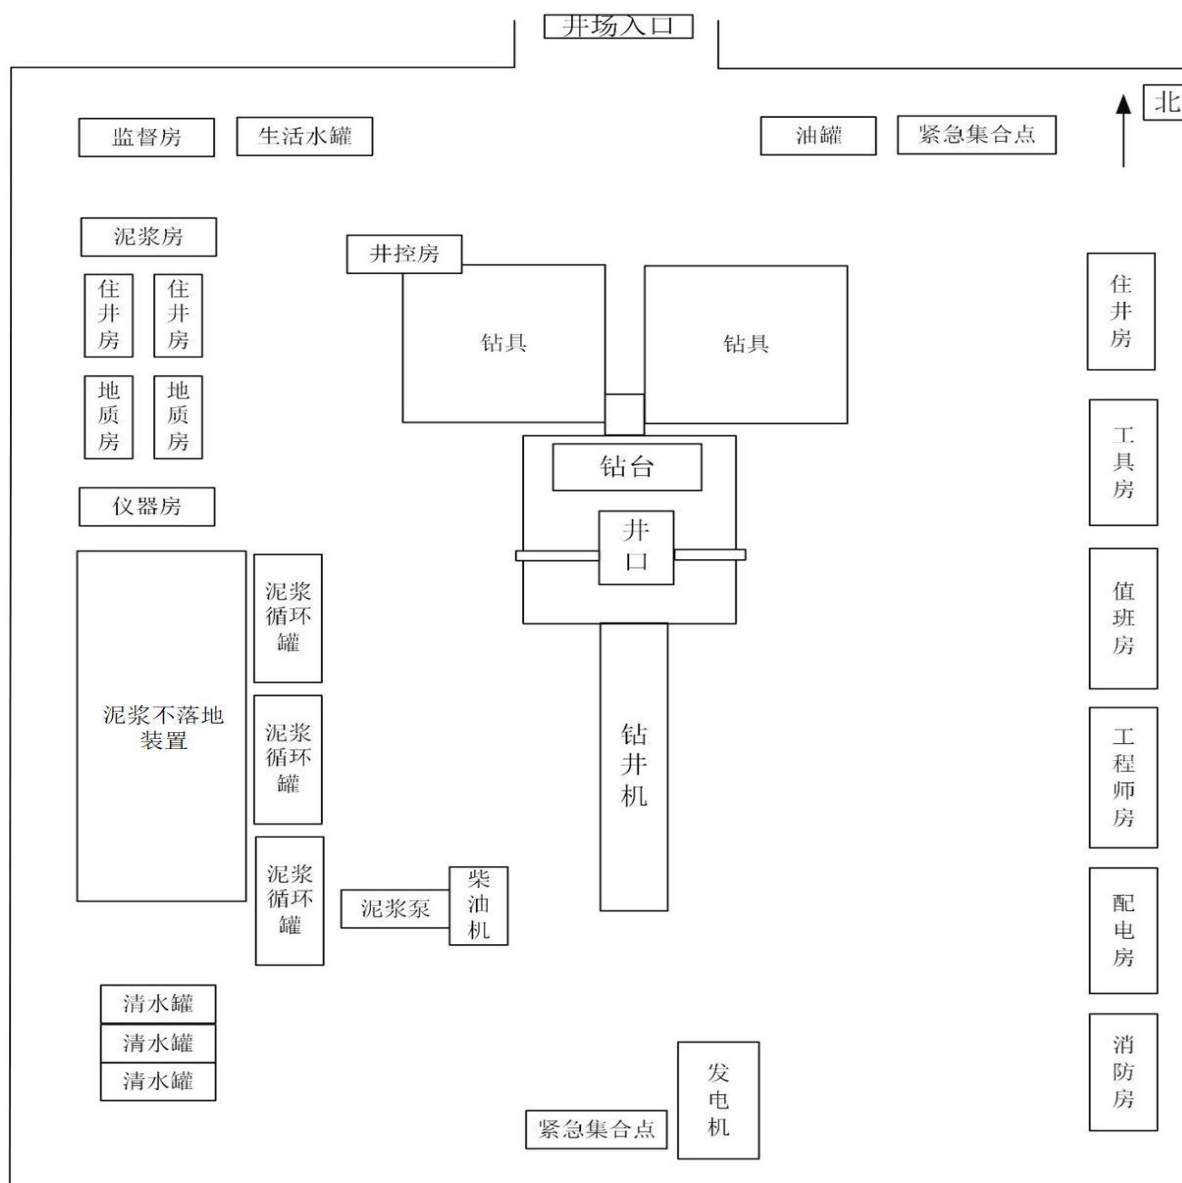 井场入口
北
监督房
生活水罐
油罐
紧急集合点
泥浆房
井控房
住井房
住井房
钻具
钻具
住井房
地质房
地质房
工具房
钻台
仪器房
井口
泥浆
循环
罐
值班房
泥浆不落地
装置
泥浆
循环
罐
钻井机
工程师房
泥浆
循环
罐
泥浆泵
柴油机
配电房
清水罐
清水罐
清水罐
发电机
紧急集合点
消防房